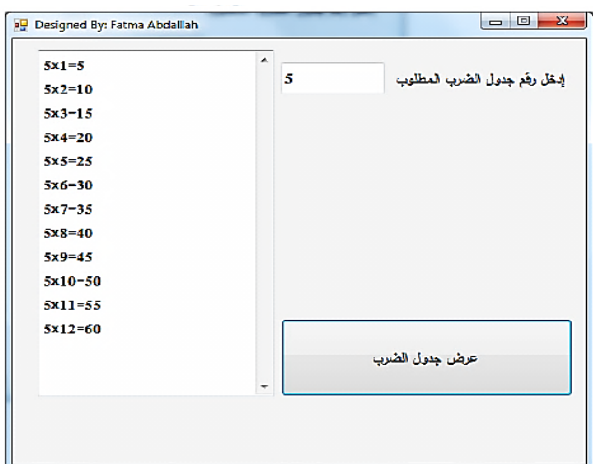 Designed By: Fatma Abdallah
5x1=5
5x2=10
5x3=15
5x4=20
5x5=25
5x6=30
5x7=35
5x8=40
5x9=45
5x10=50
5x11=55
5x12=60
إدخل رقم جدول الضرب المطلوب
5
عرض جدول الضرب